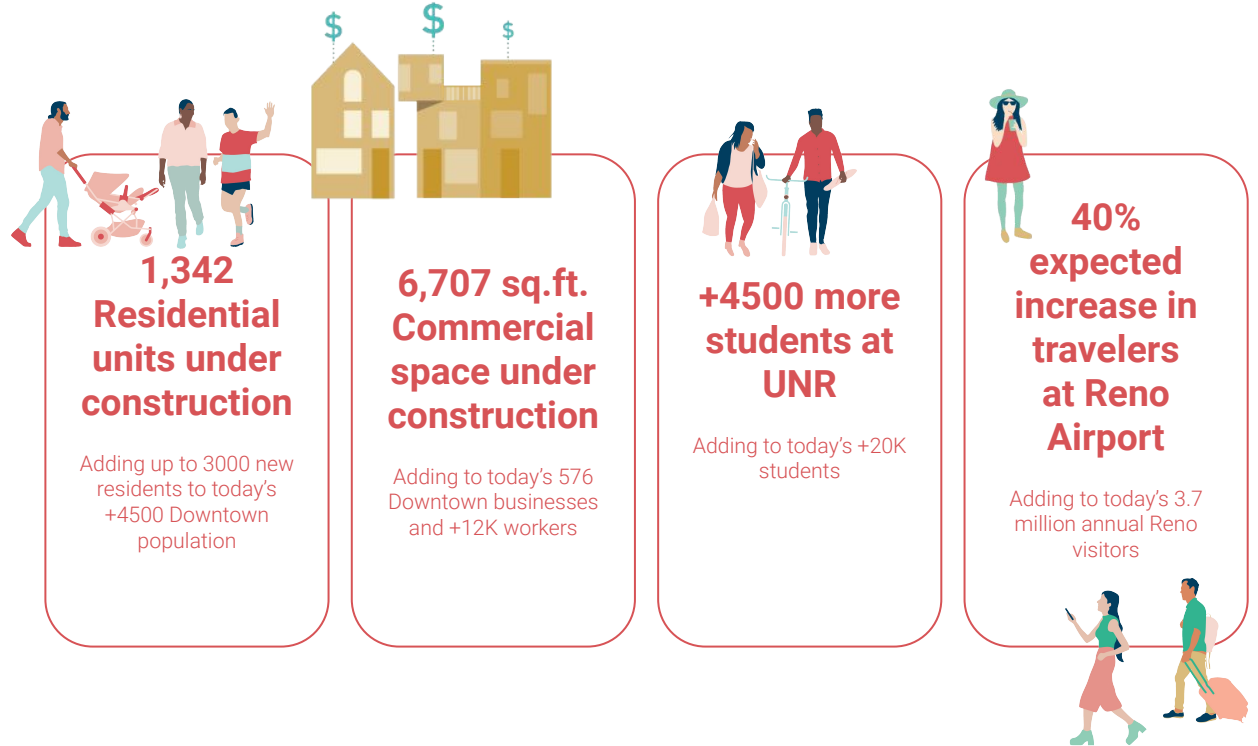 $
$
$
1,342
Residential
units under
construction
Adding up to 3000 new
residents to today's
+4500 Downtown
population
6,707 sq.ft.
Commercial
space under
construction
Adding to today's 576
Downtown businesses
and +12K workers
+4500 more
students at
UNR
Adding to today's +20K
students
40%
expected
increase in
travelers
at Reno
Airport
Adding to today's 3.7
million annual Reno
visitors